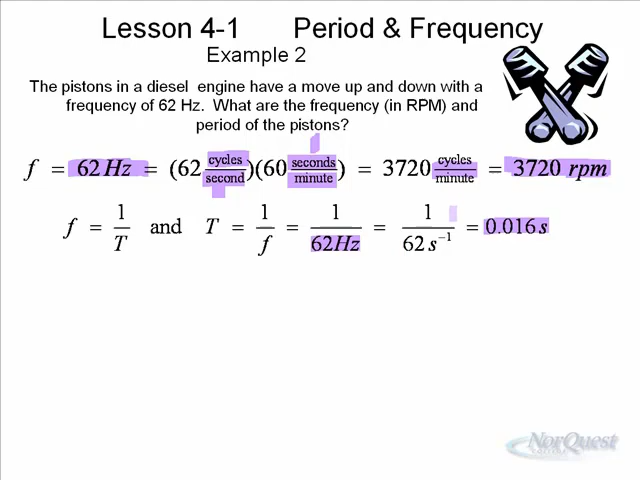 Lesson 4-1 Period & Frequency
Example 2
The pistons in a diesel engine have a move up and down with a
frequency of 62 Hz. What are the frequency (in RPM) and
period of the pistons?
f = 62 Hz = (62 cycles/second)(60 seconds/minute) = 3720 cycles/minute = 3720 rpm
f = 1/T and T = 1/f = 1/62Hz = 1/62 s⁻¹ = 0.016 s
NorQuest
COLLEGE